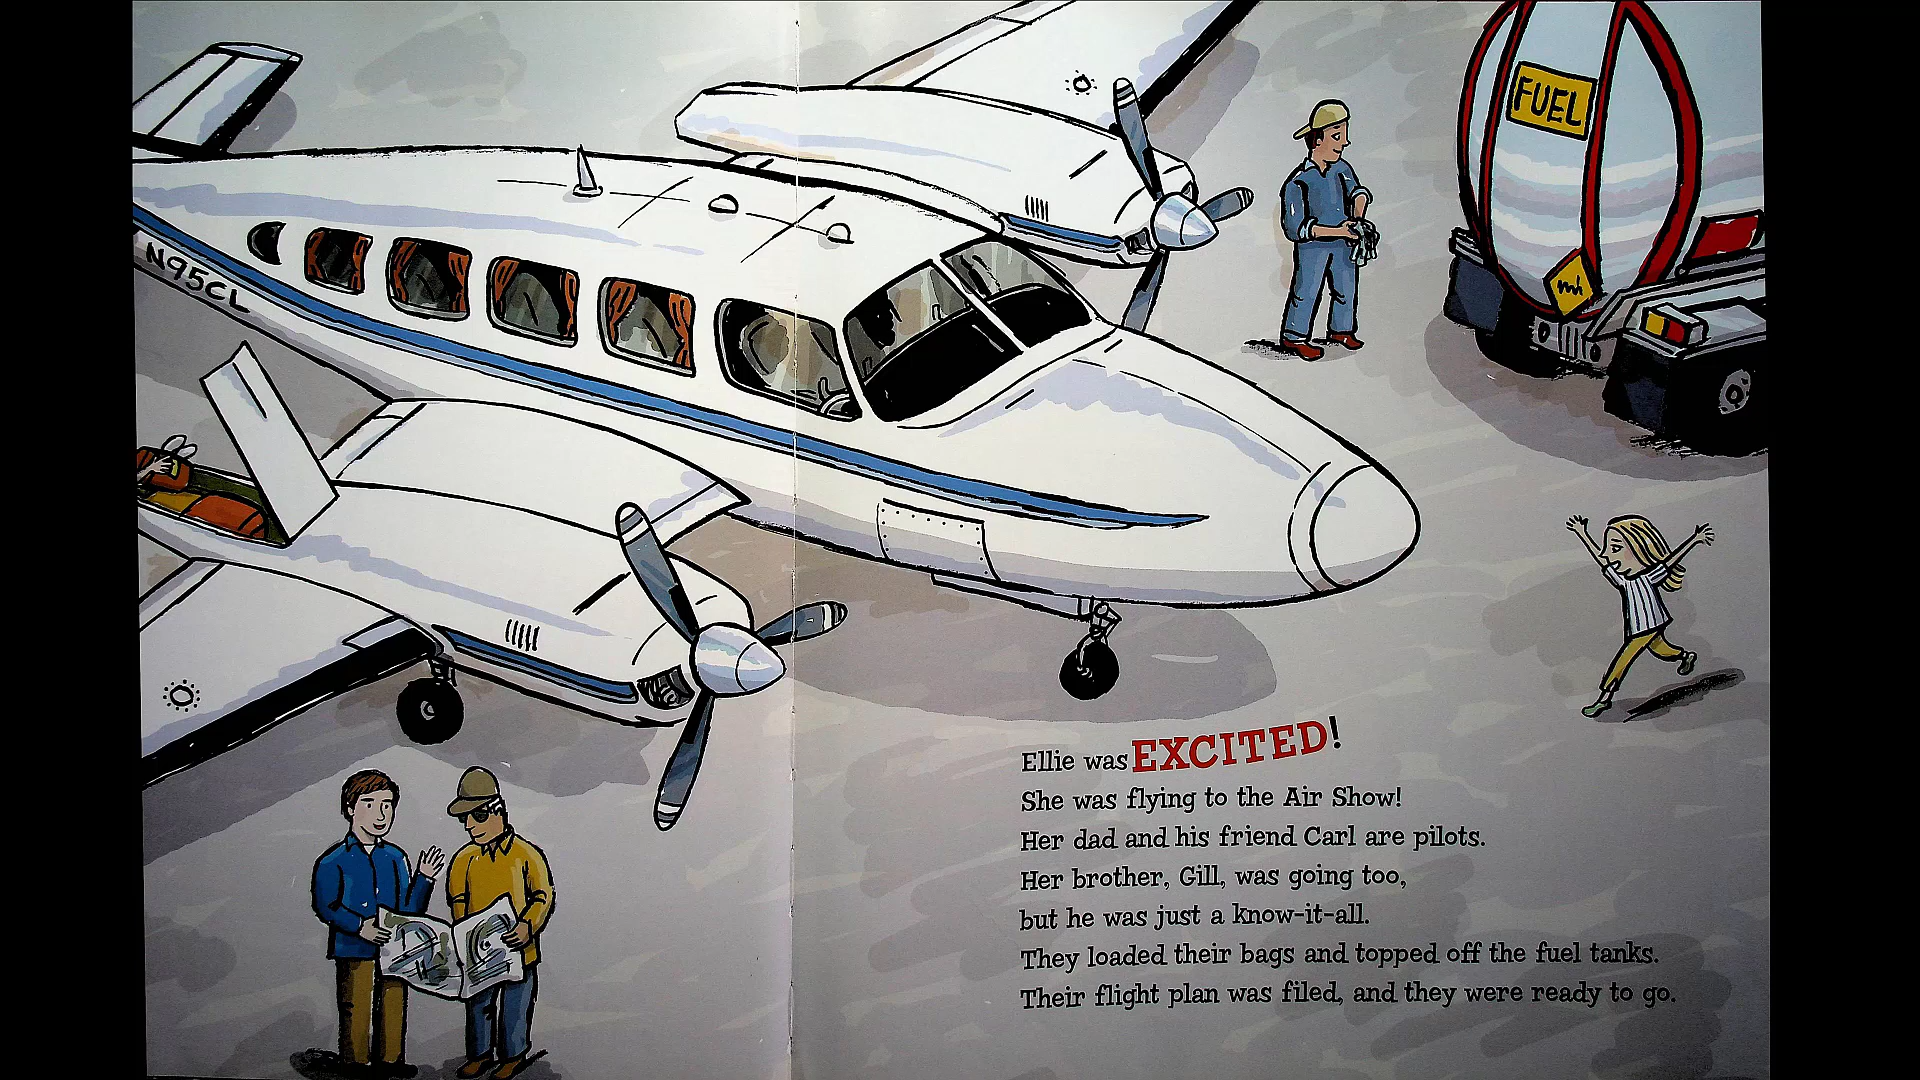 FUEL
N95CL
Ellie was EXCITED!
She was flying to the Air Show!
Her dad and his friend Carl are pilots.
Her brother, Gill, was going too,
but he was just a know-it-all.
They loaded their bags and topped off the fuel tanks.
Their flight plan was filed, and they were ready to go.